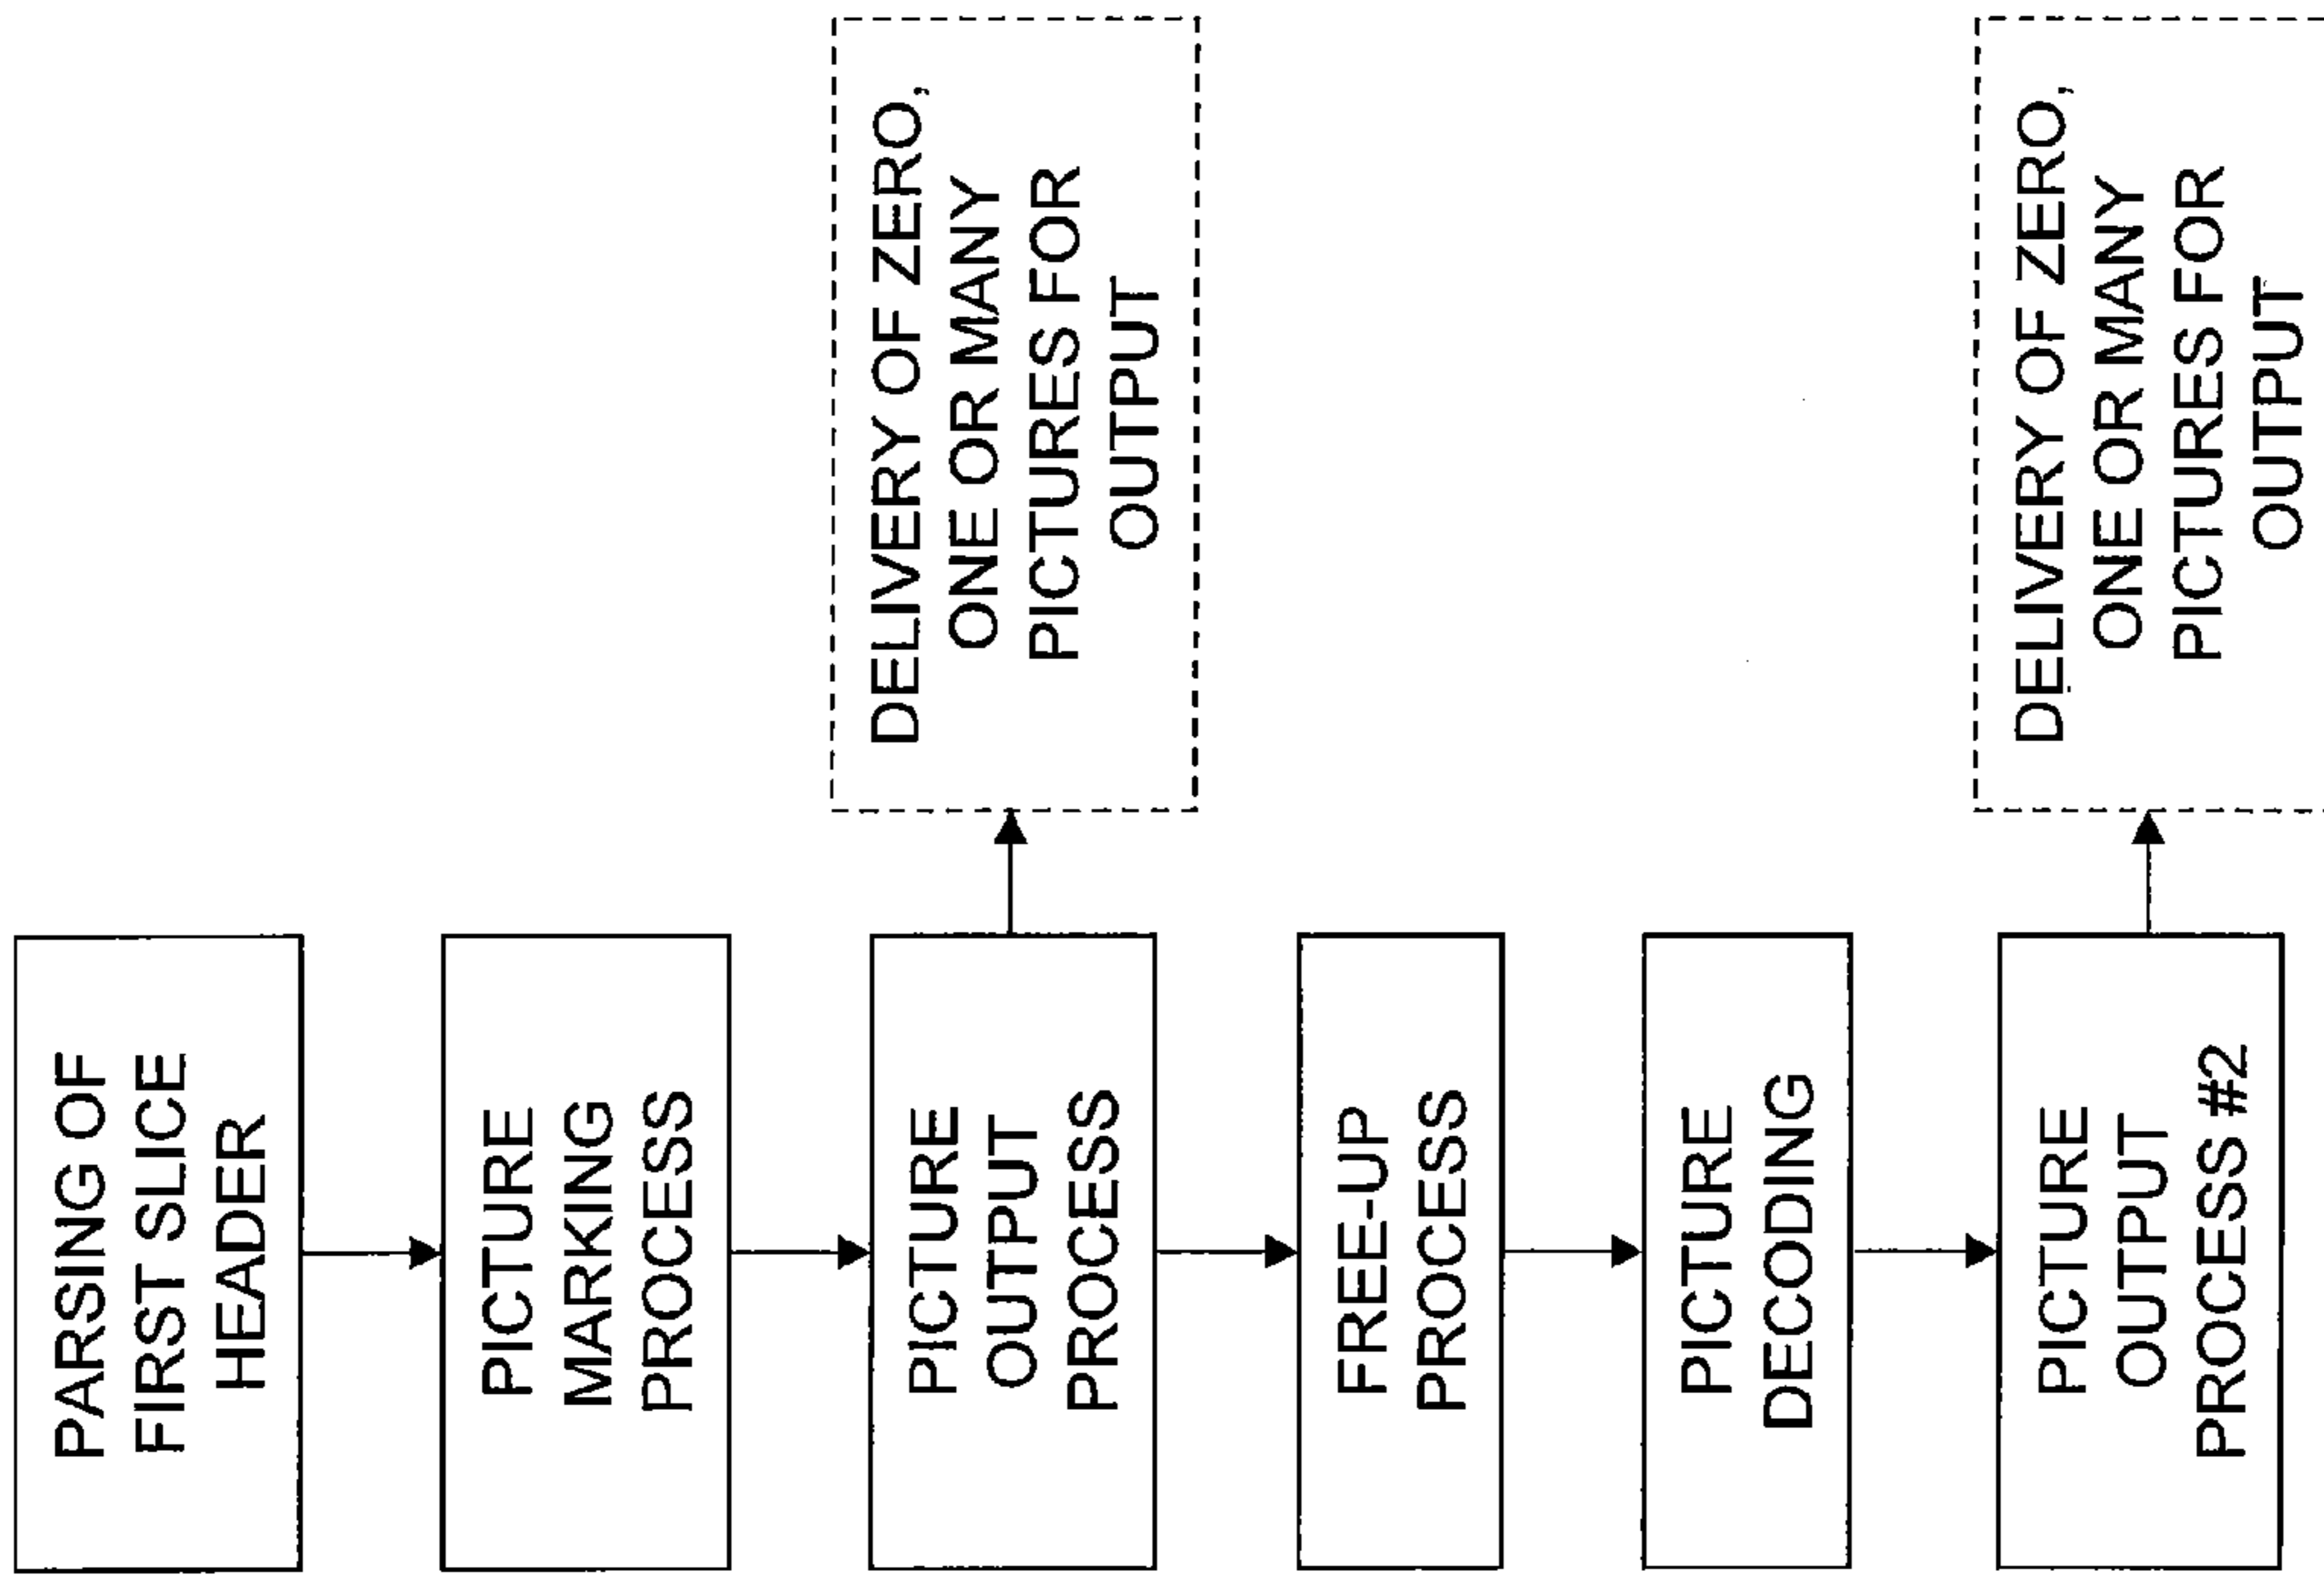 PARSING OF
FIRST SLICE
HEADER
PICTURE
MARKING
PROCESS
PICTURE
OUTPUT
PROCESS
DELIVERY OF ZERO,
ONE OR MANY
PICTURES FOR
OUTPUT
FREE-UP
PROCESS
PICTURE
DECODING
PICTURE
OUTPUT
PROCESS #2
DELIVERY OF ZERO,
ONE OR MANY
PICTURES FOR
OUTPUT